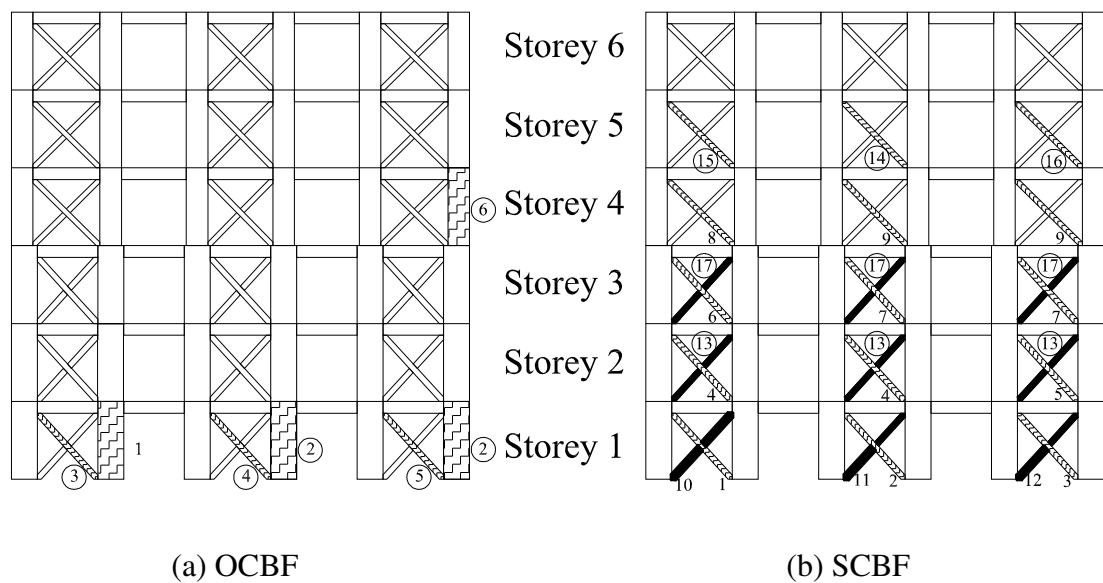 Storey 6
Storey 5
15 14 16
Storey 4
6
8 9 9
Storey 3
17 17 17
6 7 7
Storey 2
13 13 13
4 4 5
Storey 1
1 2 2
3 4 5
10 1 11 2 12 3
(a) OCBF
(b) SCBF